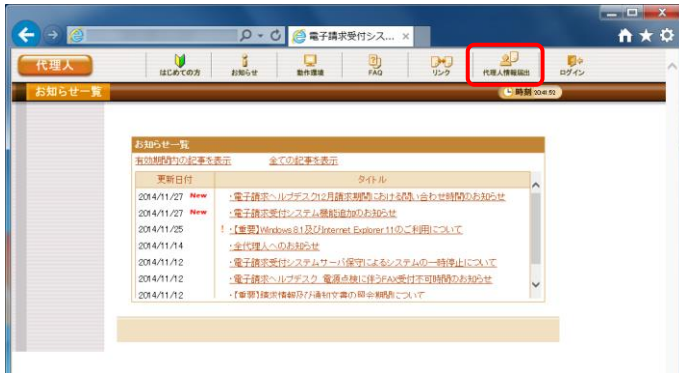 電子請求受付シス...
代理人
はじめての方
お知らせ
動作環境
FAQ
リンク
代理人情報届出
ログイン
お知らせ一覧
時刻 20:41:52
お知らせ一覧
有効期間内の記事を表示 全ての記事を表示
更新日付 タイトル
2014/11/27 New ・電子請求ヘルプデスク12月請求期間における問い合わせ時間のお知らせ
2014/11/27 New ・電子請求受付システム機能追加のお知らせ
2014/11/25 ! ・【重要】Windows 8.1及びInternet Explorer 11のご利用について
2014/11/14 ・全代理人へのお知らせ
2014/11/12 ・電子請求受付システムサーバ保守によるシステムの一時停止について
2014/11/12 ・電子請求ヘルプデスク 電源点検に伴うFAX受付不可時間のお知らせ
2014/11/12 ・【重要】請求情報及び通知文書の照会期間について